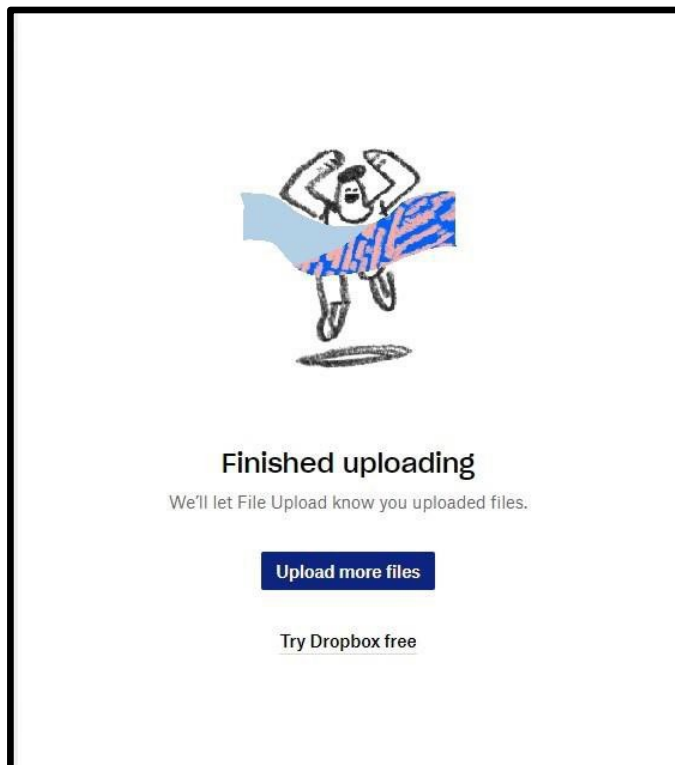 Finished uploading
We'll let File Upload know you uploaded files.
Upload more files
Try Dropbox free